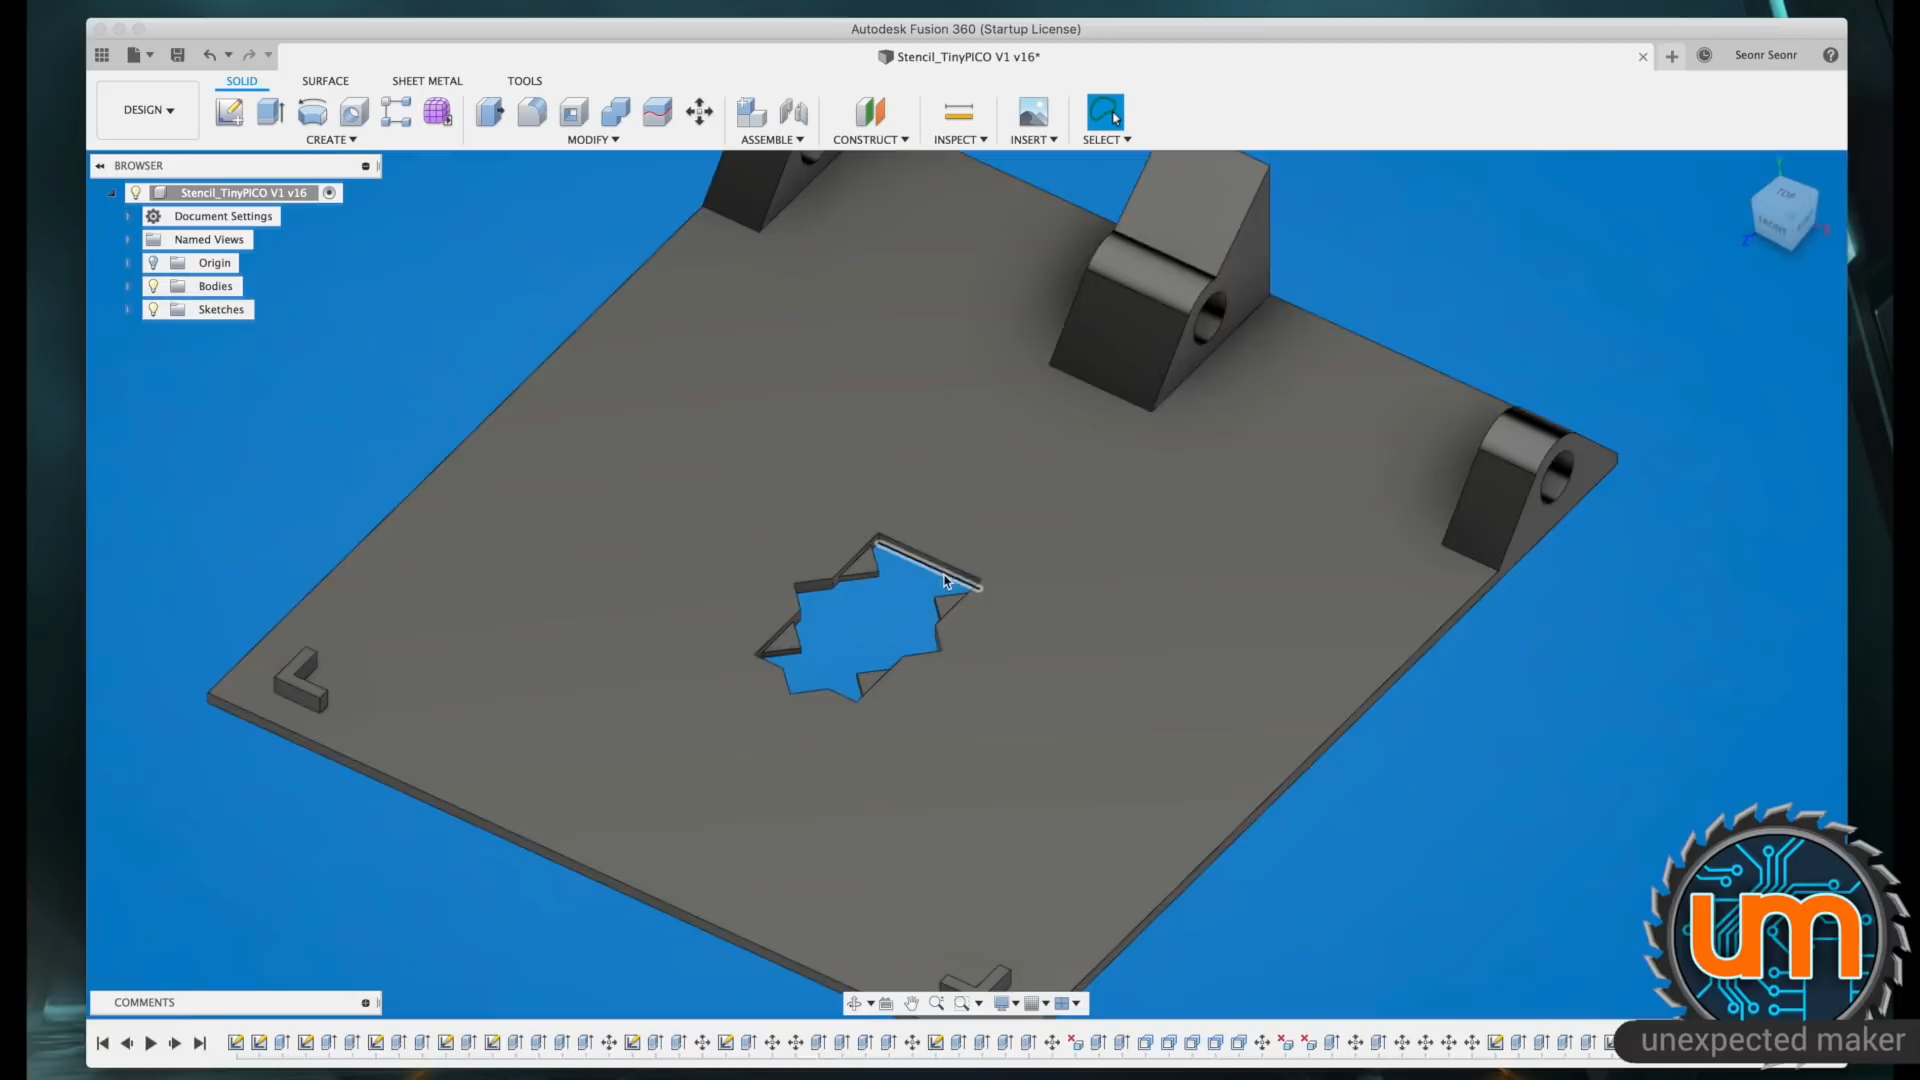 Autodesk Fusion 360 (Startup License)
Stencil_TinyPICO V1 v16*
Seonr Seonr
DESIGN
SOLID
SURFACE
SHEET METAL
TOOLS
CREATE
MODIFY
ASSEMBLE
CONSTRUCT
INSPECT
INSERT
SELECT
BROWSER
Stencil_TinyPICO V1 v16
Document Settings
Named Views
Origin
Bodies
Sketches
TOP
FRONT
Z
COMMENTS
um
unexpected maker